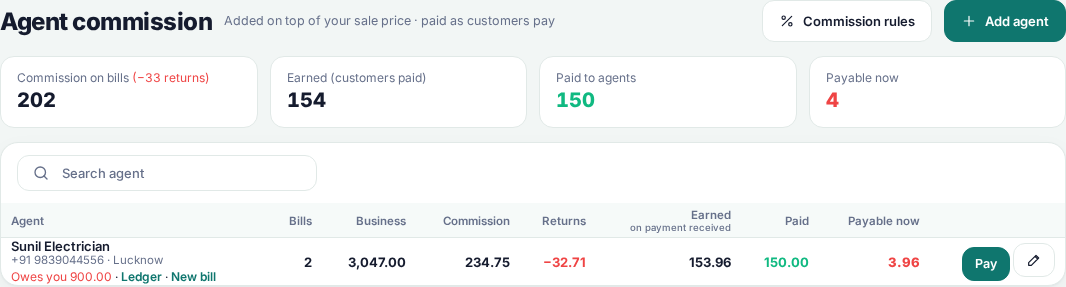 Agent commission Added on top of your sale price · paid as customers pay
Commission rules
Add agent
Commission on bills (−33 returns)
202
Earned (customers paid)
154
Paid to agents
150
Payable now
4
Search agent
Agent Bills Business Commission Returns Earned on payment received Paid Payable now
Sunil Electrician
+91 9839044556 · Lucknow
Owes you 900.00 · Ledger · New bill
2 3,047.00 234.75 −32.71 153.96 150.00 3.96 Pay